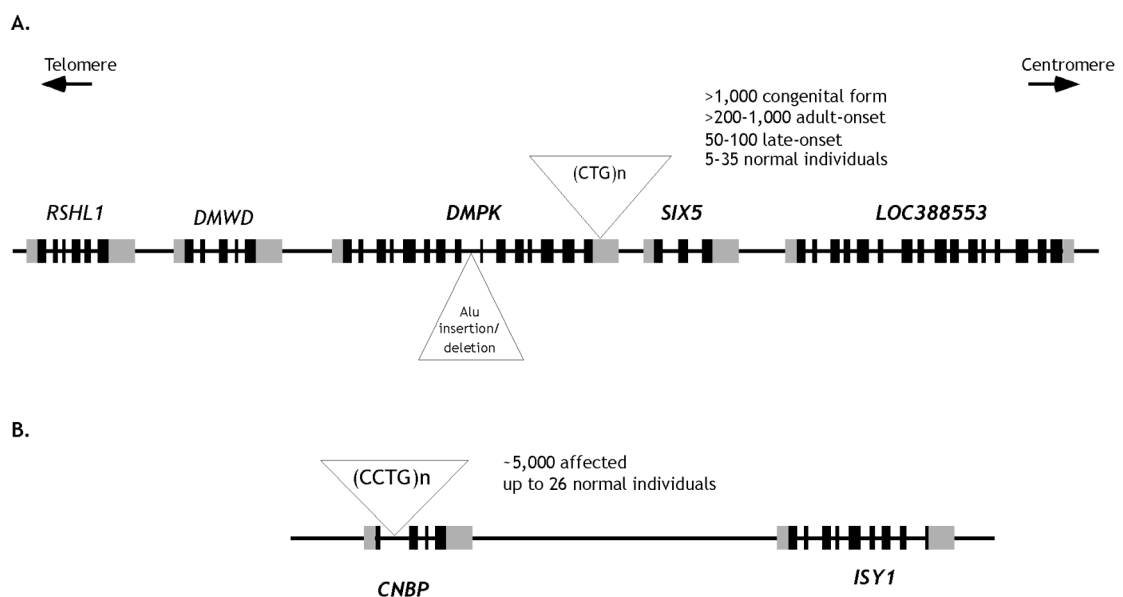 A.
Telomere
Centromere
>1,000 congenital form
>200-1,000 adult-onset
50-100 late-onset
5-35 normal individuals
(CTG)n
RSHL1
DMWD
DMPK
SIX5
LOC388553
Alu
insertion/
deletion
B.
(CCTG)n
~5,000 affected
up to 26 normal individuals
CNBP
ISY1